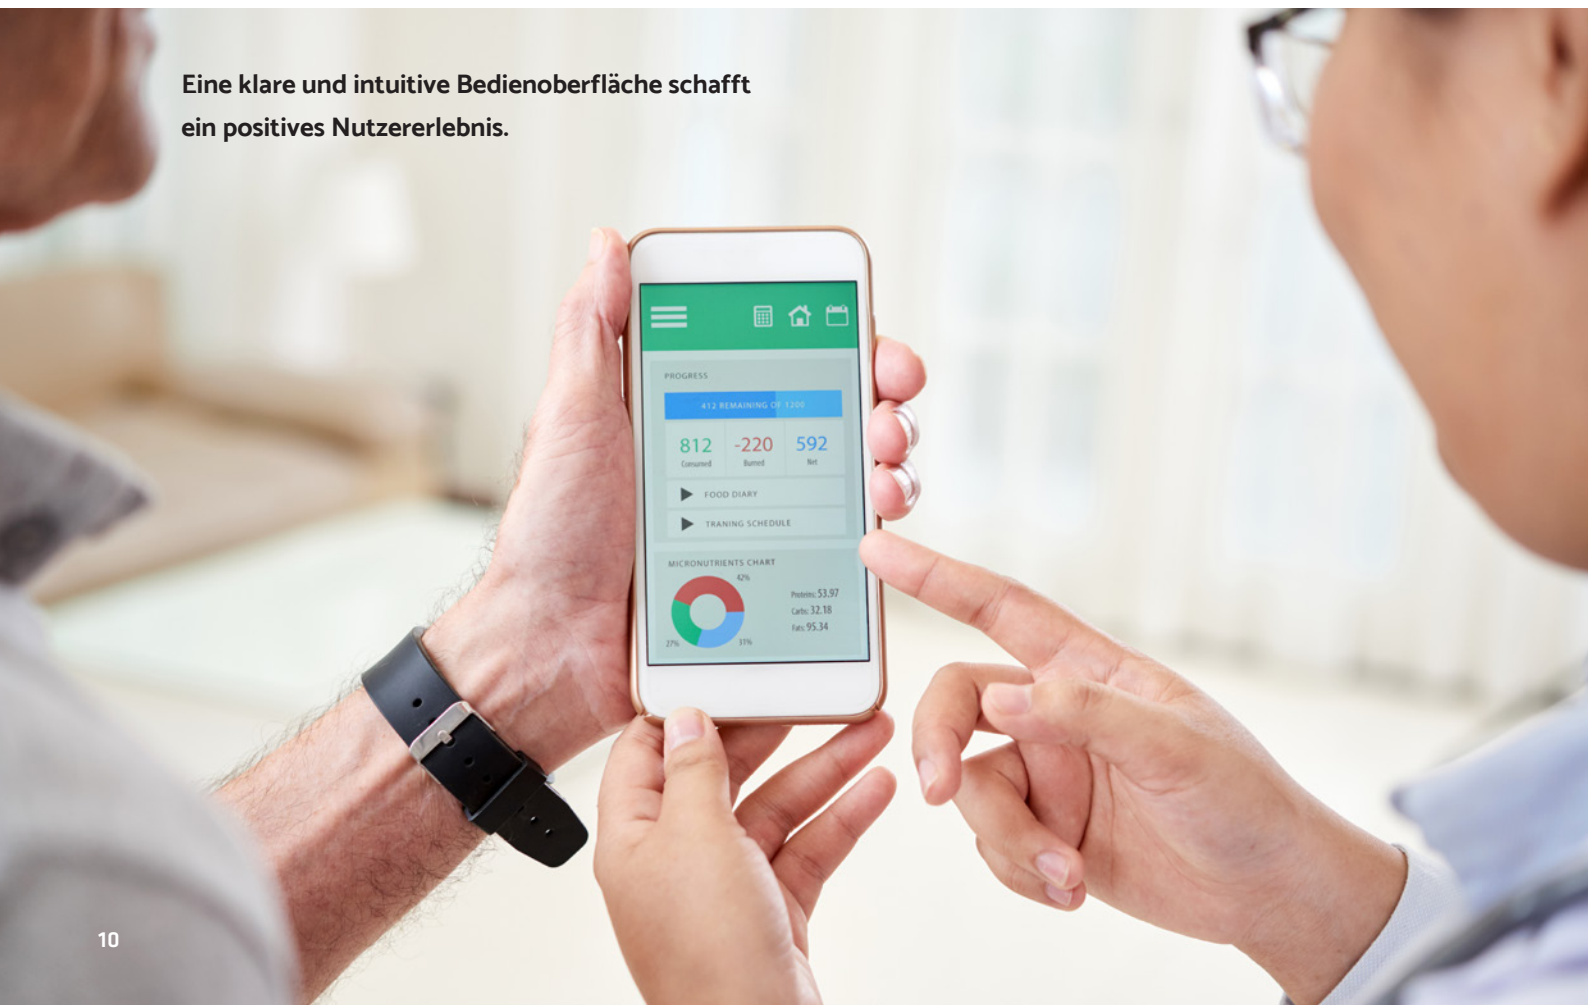 Eine klare und intuitive Bedienoberfläche schafft
ein positives Nutzererlebnis.
PROGRESS
412 REMAINING OF 1200
812 -220 592
Consumed Burned Net
FOOD DIARY
TRANING SCHEDULE
MICRONUTRIENTS CHART
42%
Proteins: 53,97
Carbs: 32.18
Fats: 95.34
27% 31%
10